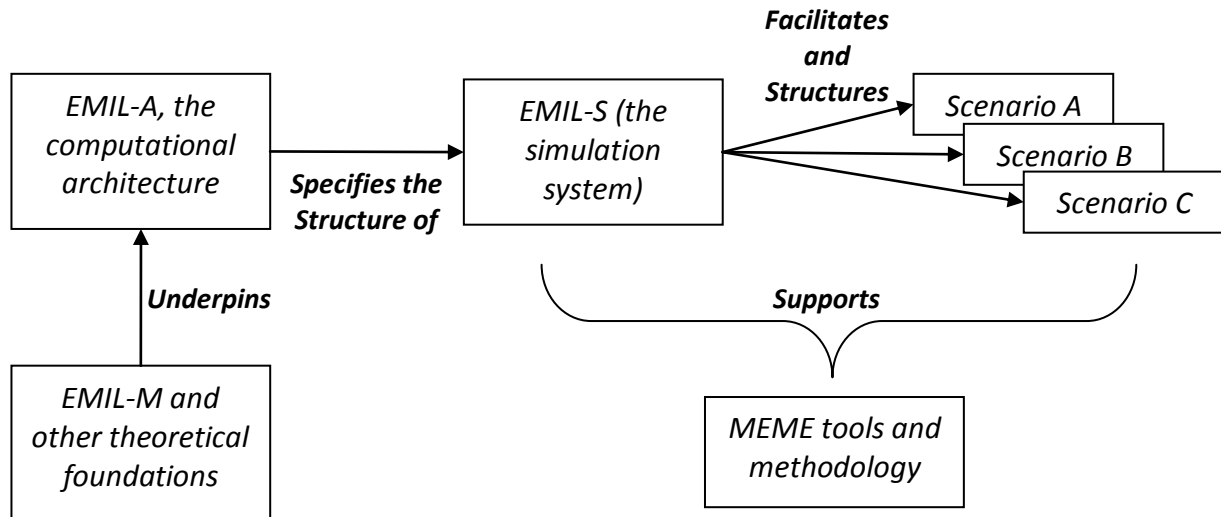 EMIL-A, the
computational
architecture
Specifies the
Structure of
EMIL-S (the
simulation
system)
Facilitates
and
Structures
Scenario A
Scenario B
Scenario C
Underpins
EMIL-M and
other theoretical
foundations
Supports
MEME tools and
methodology